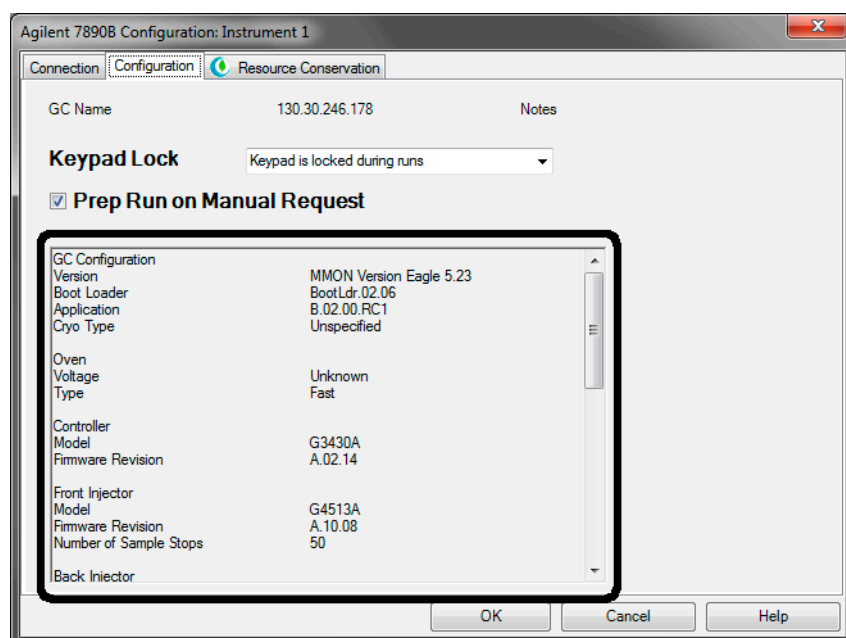 Agilent 7890B Configuration: Instrument 1
Connection Configuration Resource Conservation
GC Name 130.30.246.178 Notes
Keypad Lock Keypad is locked during runs
Prep Run on Manual Request
GC Configuration
Version MMON Version Eagle 5.23
Boot Loader BootLdr.02.06
Application B.02.00.RC1
Cryo Type Unspecified
Oven
Voltage Unknown
Type Fast
Controller
Model G3430A
Firmware Revision A.02.14
Front Injector
Model G4513A
Firmware Revision A.10.08
Number of Sample Stops 50
Back Injector
OK Cancel Help